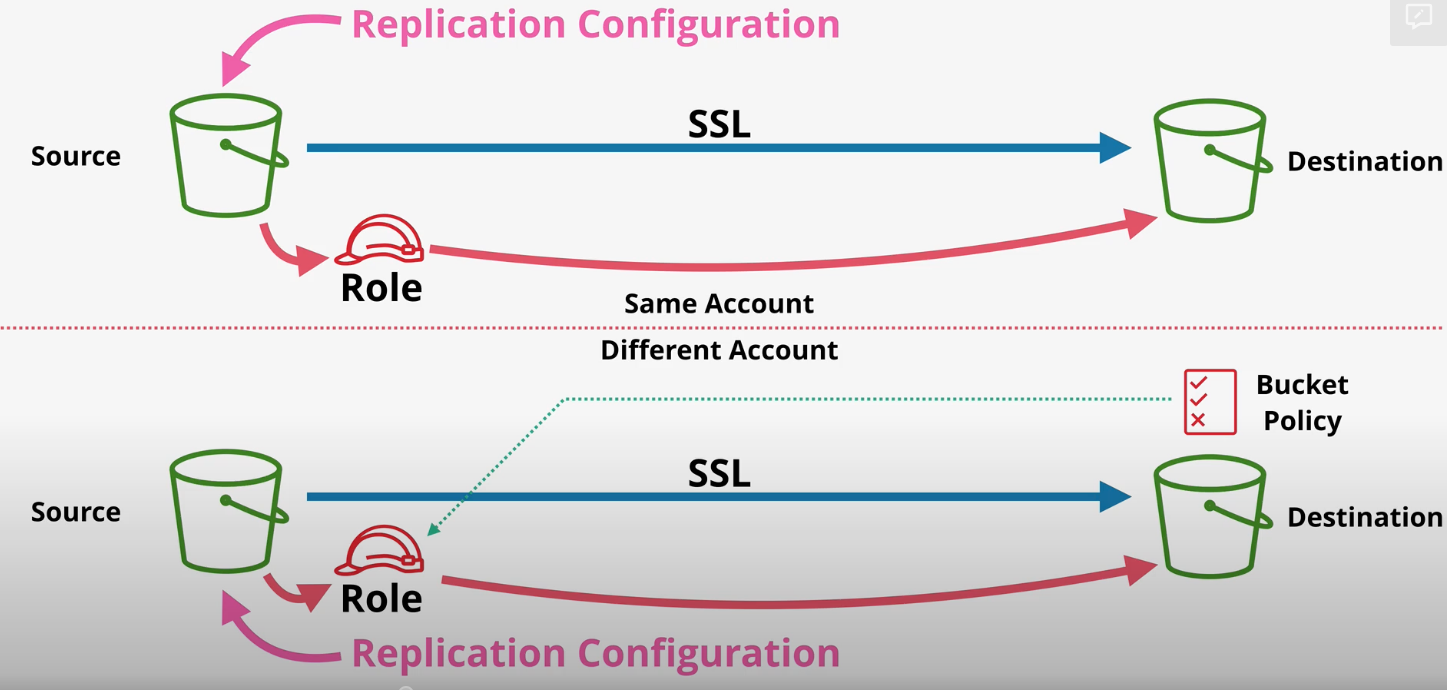 Replication Configuration
SSL
Source
Destination
Role
Same Account
Different Account
Bucket
Policy
SSL
Source
Destination
Role
Replication Configuration